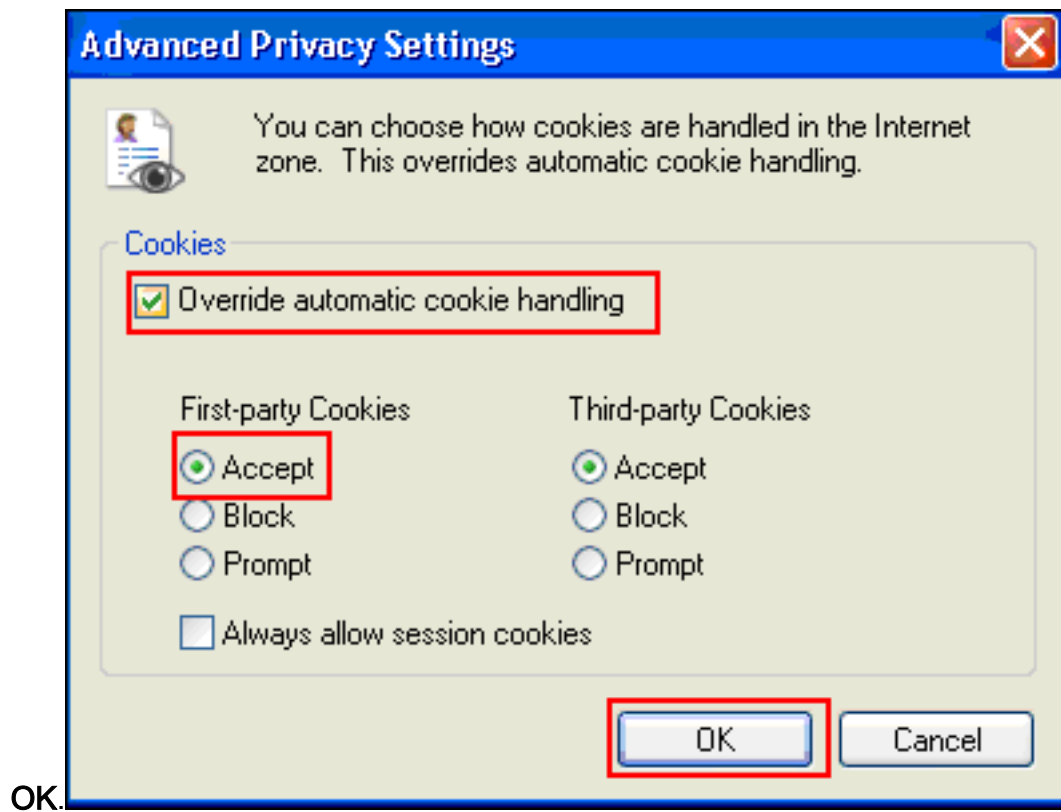 Advanced Privacy Settings
You can choose how cookies are handled in the Internet
zone. This overrides automatic cookie handling.
Cookies
Override automatic cookie handling
First-party Cookies
Accept
Block
Prompt
Third-party Cookies
Accept
Block
Prompt
Always allow session cookies
OK
Cancel
OK.